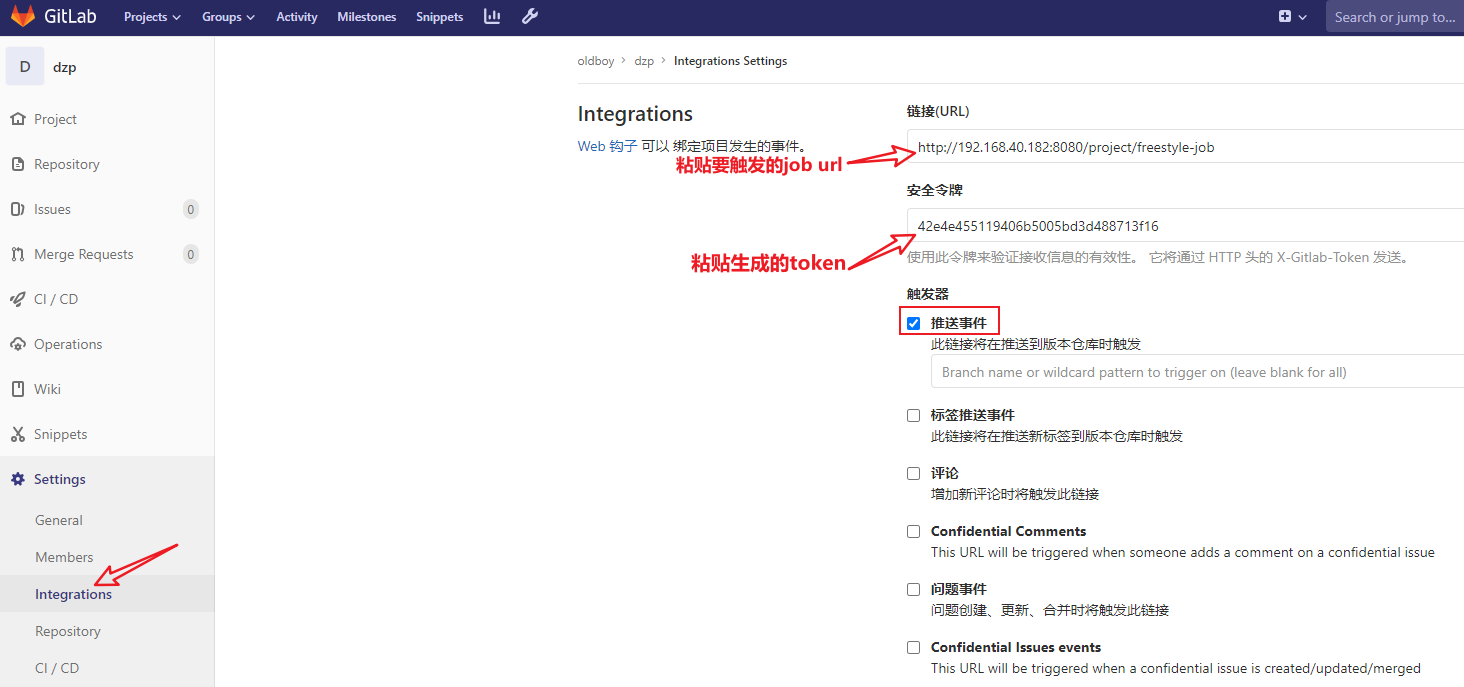 GitLab Projects Groups Activity Milestones Snippets Search or jump to...
D dzp
Project
Repository
Issues 0
Merge Requests 0
CI / CD
Operations
Wiki
Snippets
Settings
General
Members
Integrations
Repository
CI / CD
oldboy > dzp > Integrations Settings
Integrations
Web 钩子 可以 绑定项目发生的事件。
粘贴要触发的job url
粘贴生成的token
链接(URL)
http://192.168.40.182:8080/project/freestyle-job
安全令牌
42e4e455119406b5005bd3d488713f16
使用此令牌来验证接收信息的有效性。 它将通过 HTTP 头的 X-Gitlab-Token 发送。
触发器
推送事件
此链接将在推送到版本仓库时触发
Branch name or wildcard pattern to trigger on (leave blank for all)
标签推送事件
此链接将在推送新标签到版本仓库时触发
评论
增加新评论时将触发此链接
Confidential Comments
This URL will be triggered when someone adds a comment on a confidential issue
问题事件
问题创建、更新、合并时将触发此链接
Confidential Issues events
This URL will be triggered when a confidential issue is created/updated/merged